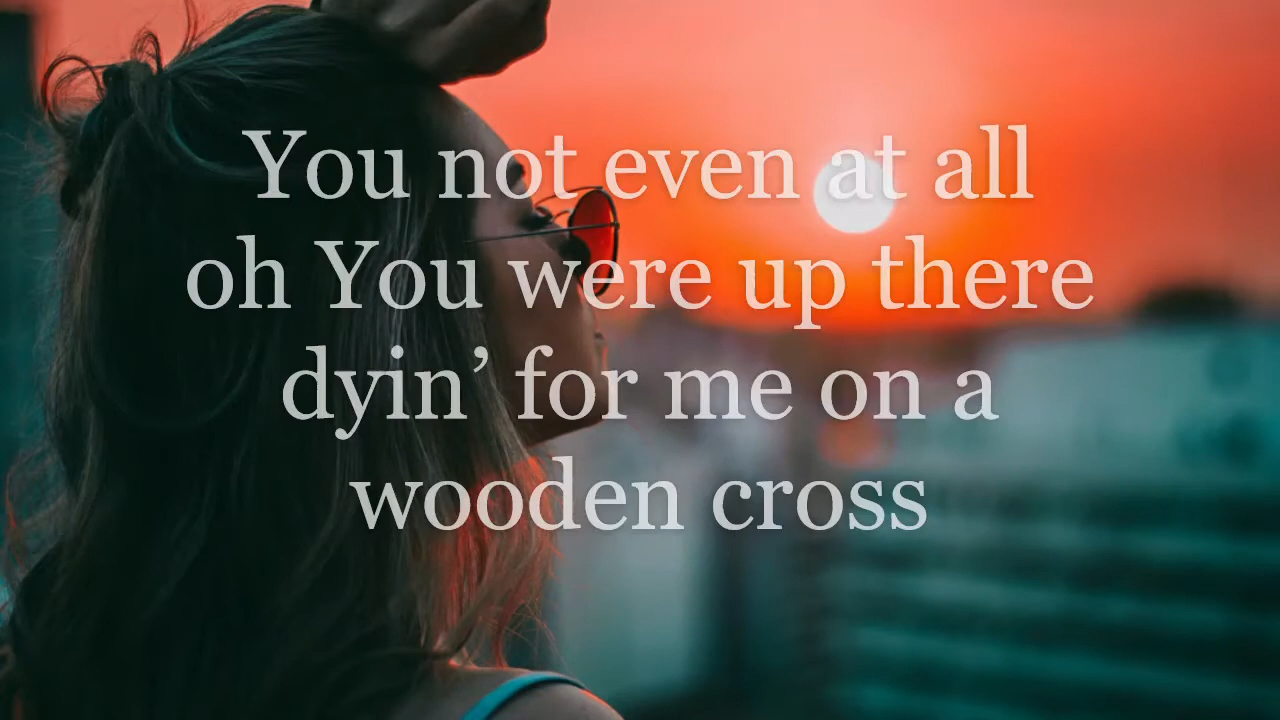 You not even at all
oh You were up there
dyin’ for me on a
wooden cross